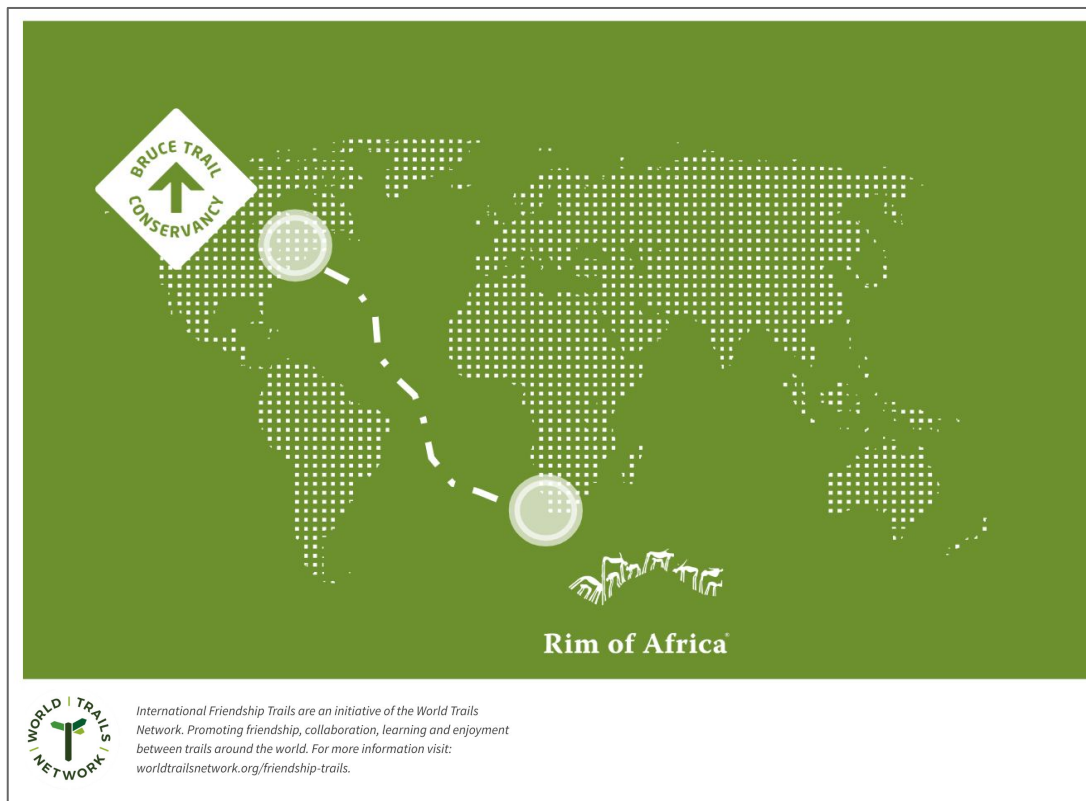 BRUCE TRAIL
CONSERVANCY
Rim of Africa®
WORLD | TRAILS
NETWORK
International Friendship Trails are an initiative of the World Trails
Network. Promoting friendship, collaboration, learning and enjoyment
between trails around the world. For more information visit:
worldtrailsnetwork.org/friendship-trails.